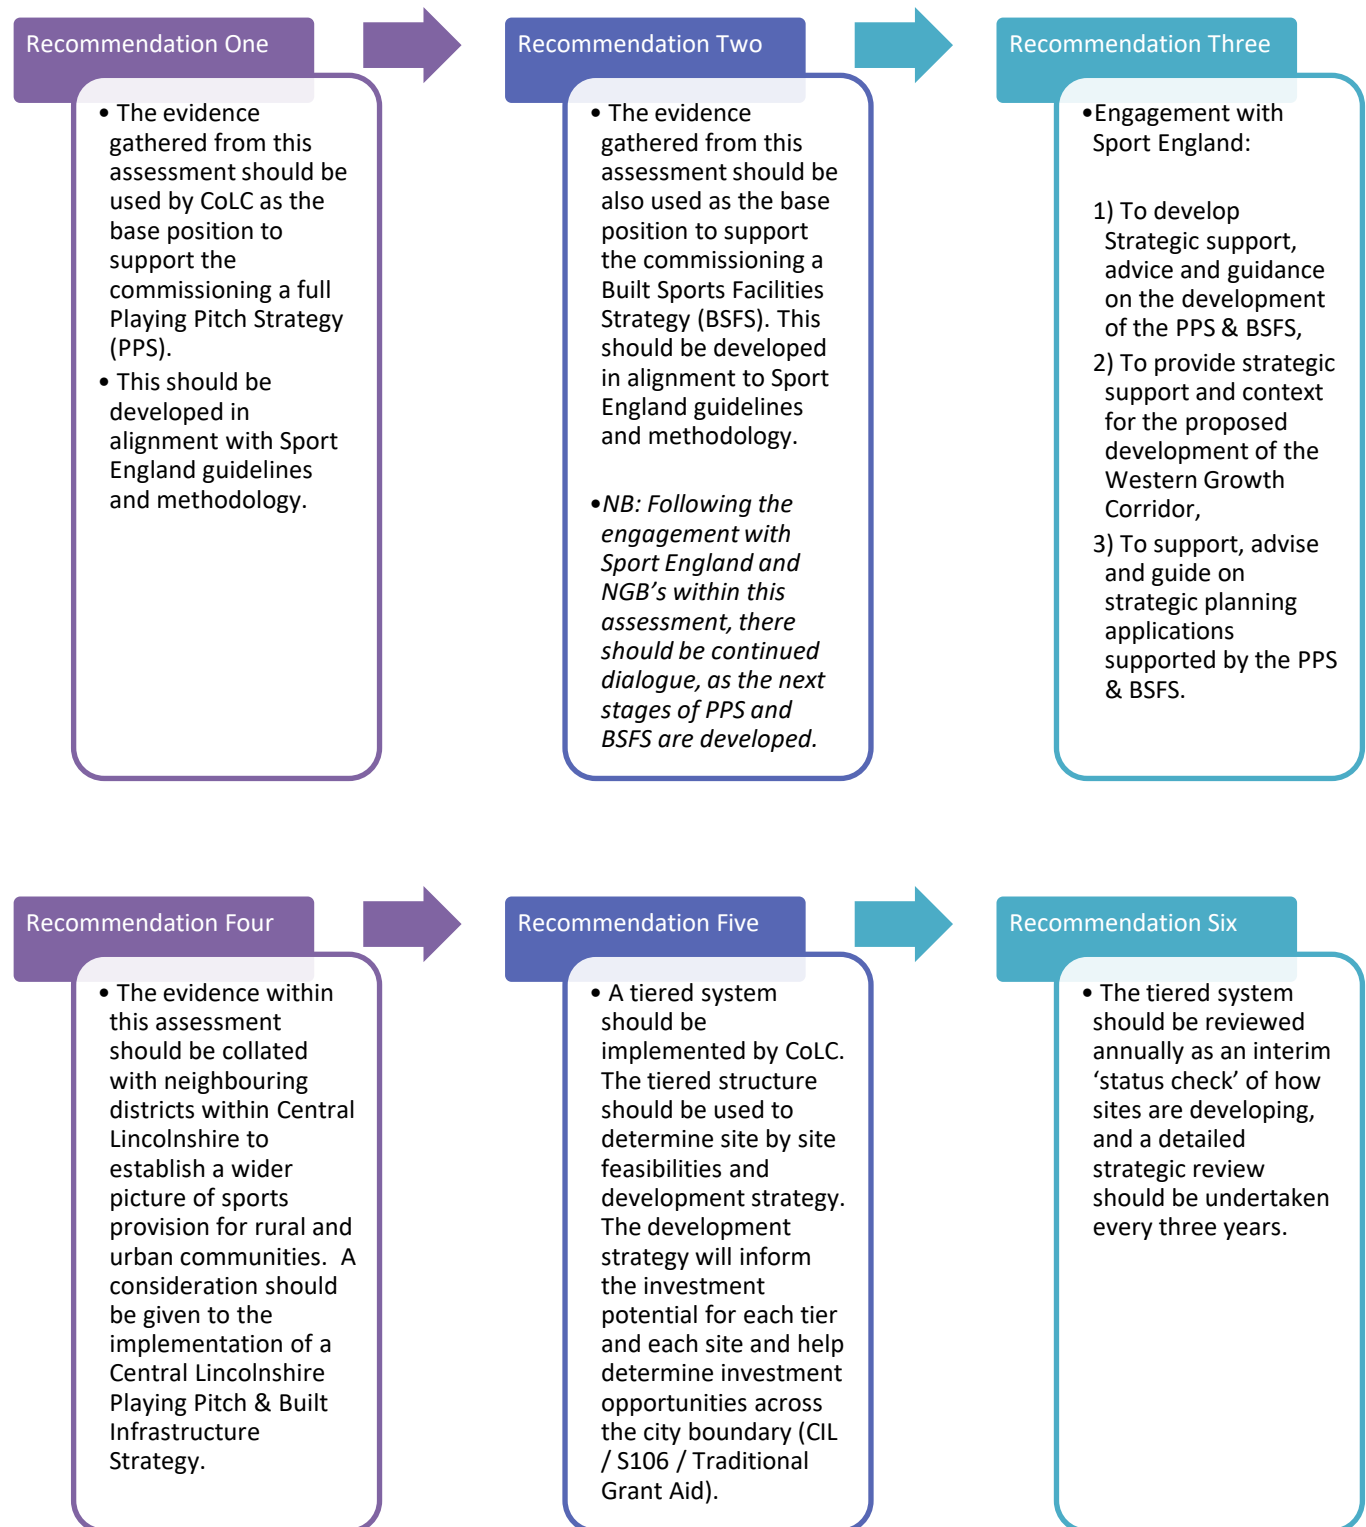 Recommendation One
• The evidence
gathered from this
assessment should be
used by CoLC as the
base position to
support the
commissioning a full
Playing Pitch Strategy
(PPS).
• This should be
developed in
alignment with Sport
England guidelines
and methodology.
Recommendation Two
• The evidence
gathered from this
assessment should be
also used as the base
position to support
the commissioning a
Built Sports Facilities
Strategy (BSFS). This
should be developed
in alignment to Sport
England guidelines
and methodology.
•NB: Following the
engagement with
Sport England and
NGB’s within this
assessment, there
should be continued
dialogue, as the next
stages of PPS and
BSFS are developed.
Recommendation Three
•Engagement with
Sport England:
1) To develop
Strategic support,
advice and guidance
on the development
of the PPS & BSFS,
2) To provide strategic
support and context
for the proposed
development of the
Western Growth
Corridor,
3) To support, advise
and guide on
strategic planning
applications
supported by the PPS
& BSFS.
Recommendation Four
• The evidence within
this assessment
should be collated
with neighbouring
districts within Central
Lincolnshire to
establish a wider
picture of sports
provision for rural and
urban communities. A
consideration should
be given to the
implementation of a
Central Lincolnshire
Playing Pitch & Built
Infrastructure
Strategy.
Recommendation Five
• A tiered system
should be
implemented by CoLC.
The tiered structure
should be used to
determine site by site
feasibilities and
development strategy.
The development
strategy will inform
the investment
potential for each tier
and each site and help
determine investment
opportunities across
the city boundary (CIL
/ S106 / Traditional
Grant Aid).
Recommendation Six
• The tiered system
should be reviewed
annually as an interim
‘status check’ of how
sites are developing,
and a detailed
strategic review
should be undertaken
every three years.